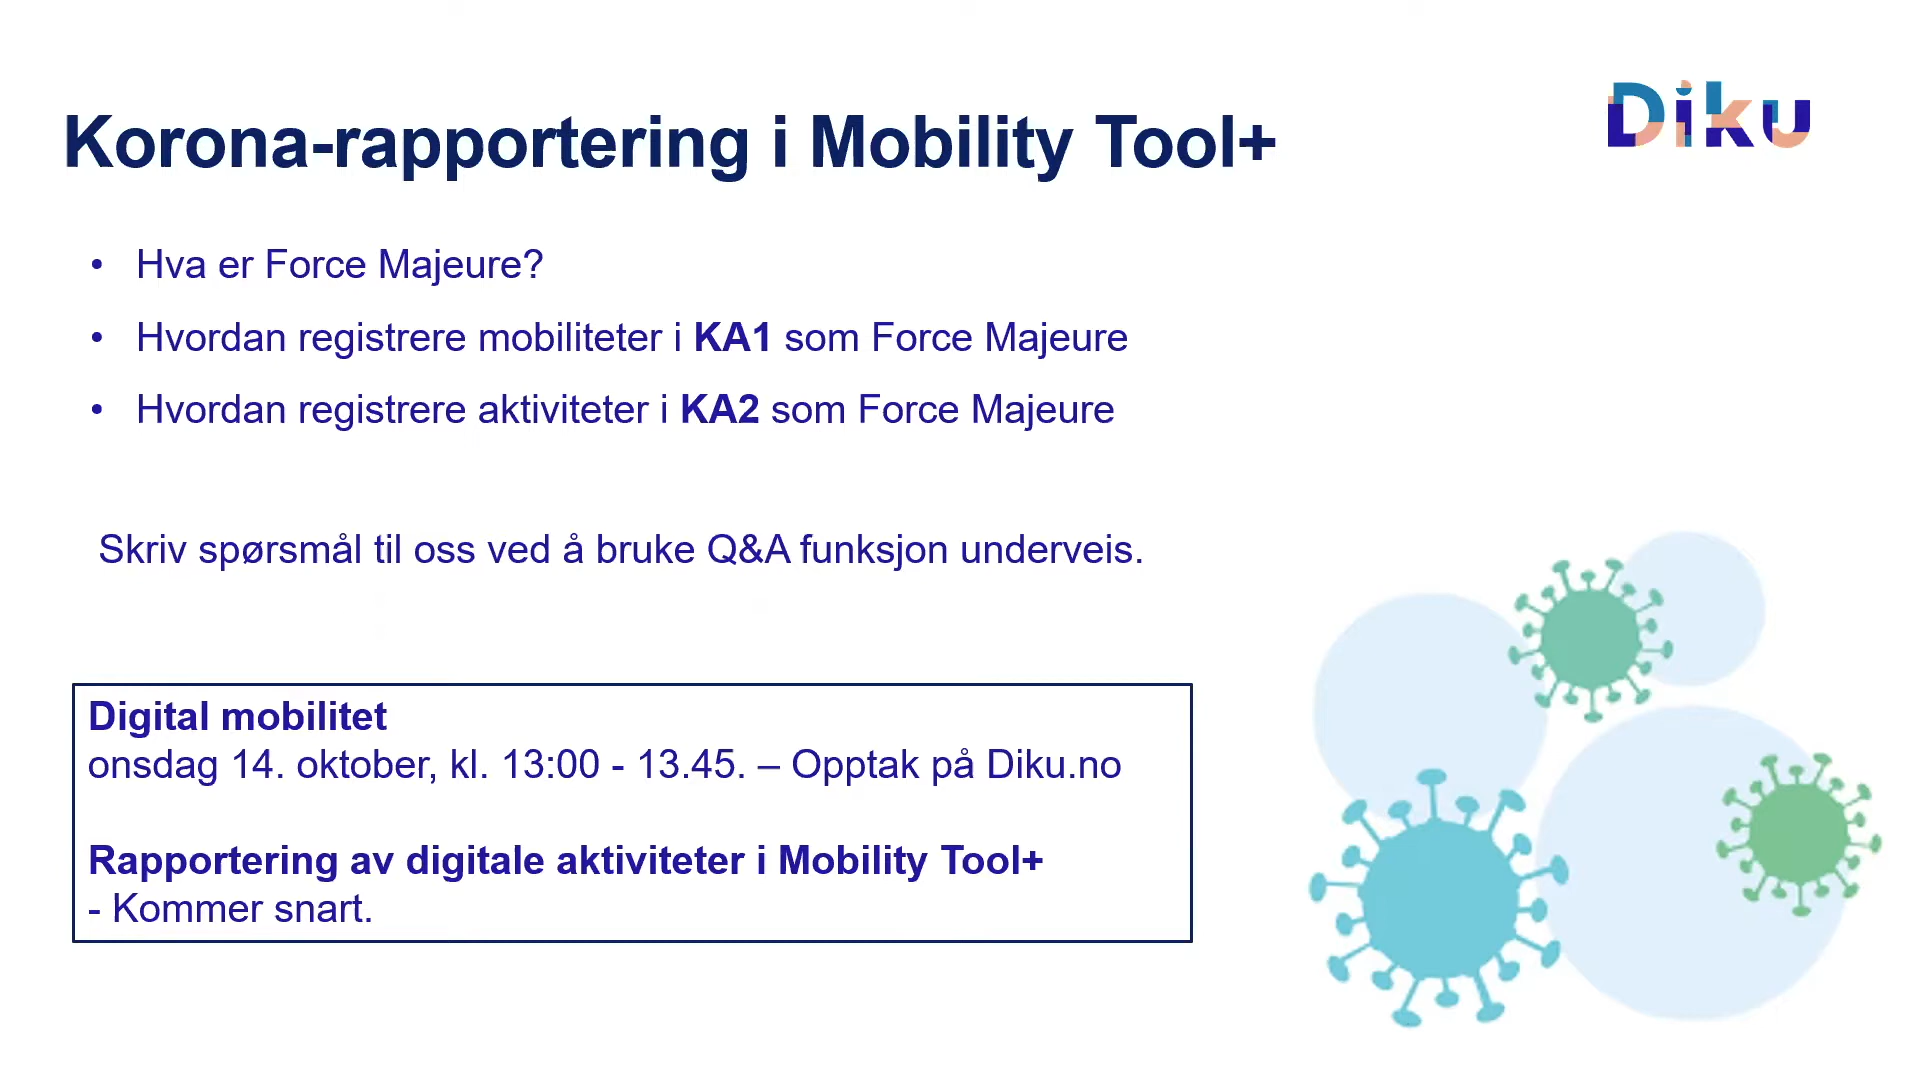 Diku
Korona-rapportering i Mobility Tool+
• Hva er Force Majeure?
• Hvordan registrere mobiliteter i KA1 som Force Majeure
• Hvordan registrere aktiviteter i KA2 som Force Majeure
Skriv spørsmål til oss ved å bruke Q&A funksjon underveis.
Digital mobilitet
onsdag 14. oktober, kl. 13:00 - 13.45. – Opptak på Diku.no
Rapportering av digitale aktiviteter i Mobility Tool+
- Kommer snart.